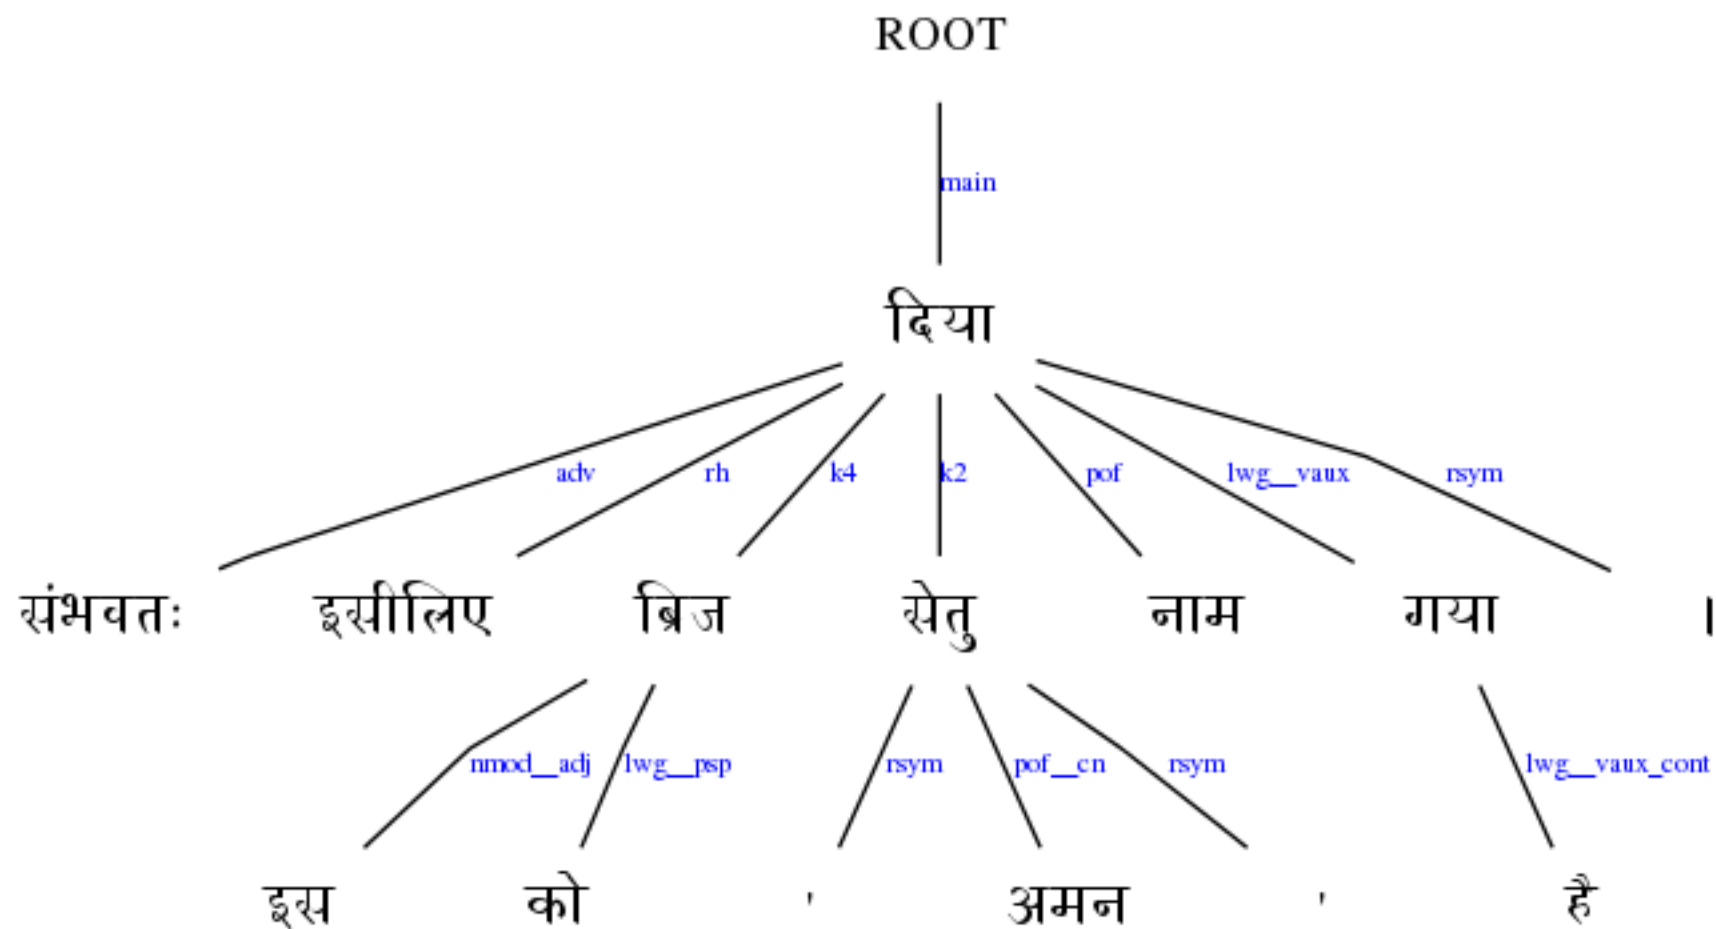 ROOT
main
दिया
adv rh k4 k2 pof lwg__vaux rsym
संभवतः इसीलिए ब्रिज सेतु नाम गया ।
nmod__adj lwg__psp rsym pof__cn rsym lwg__vaux_cont
इस को ' अमन ' है